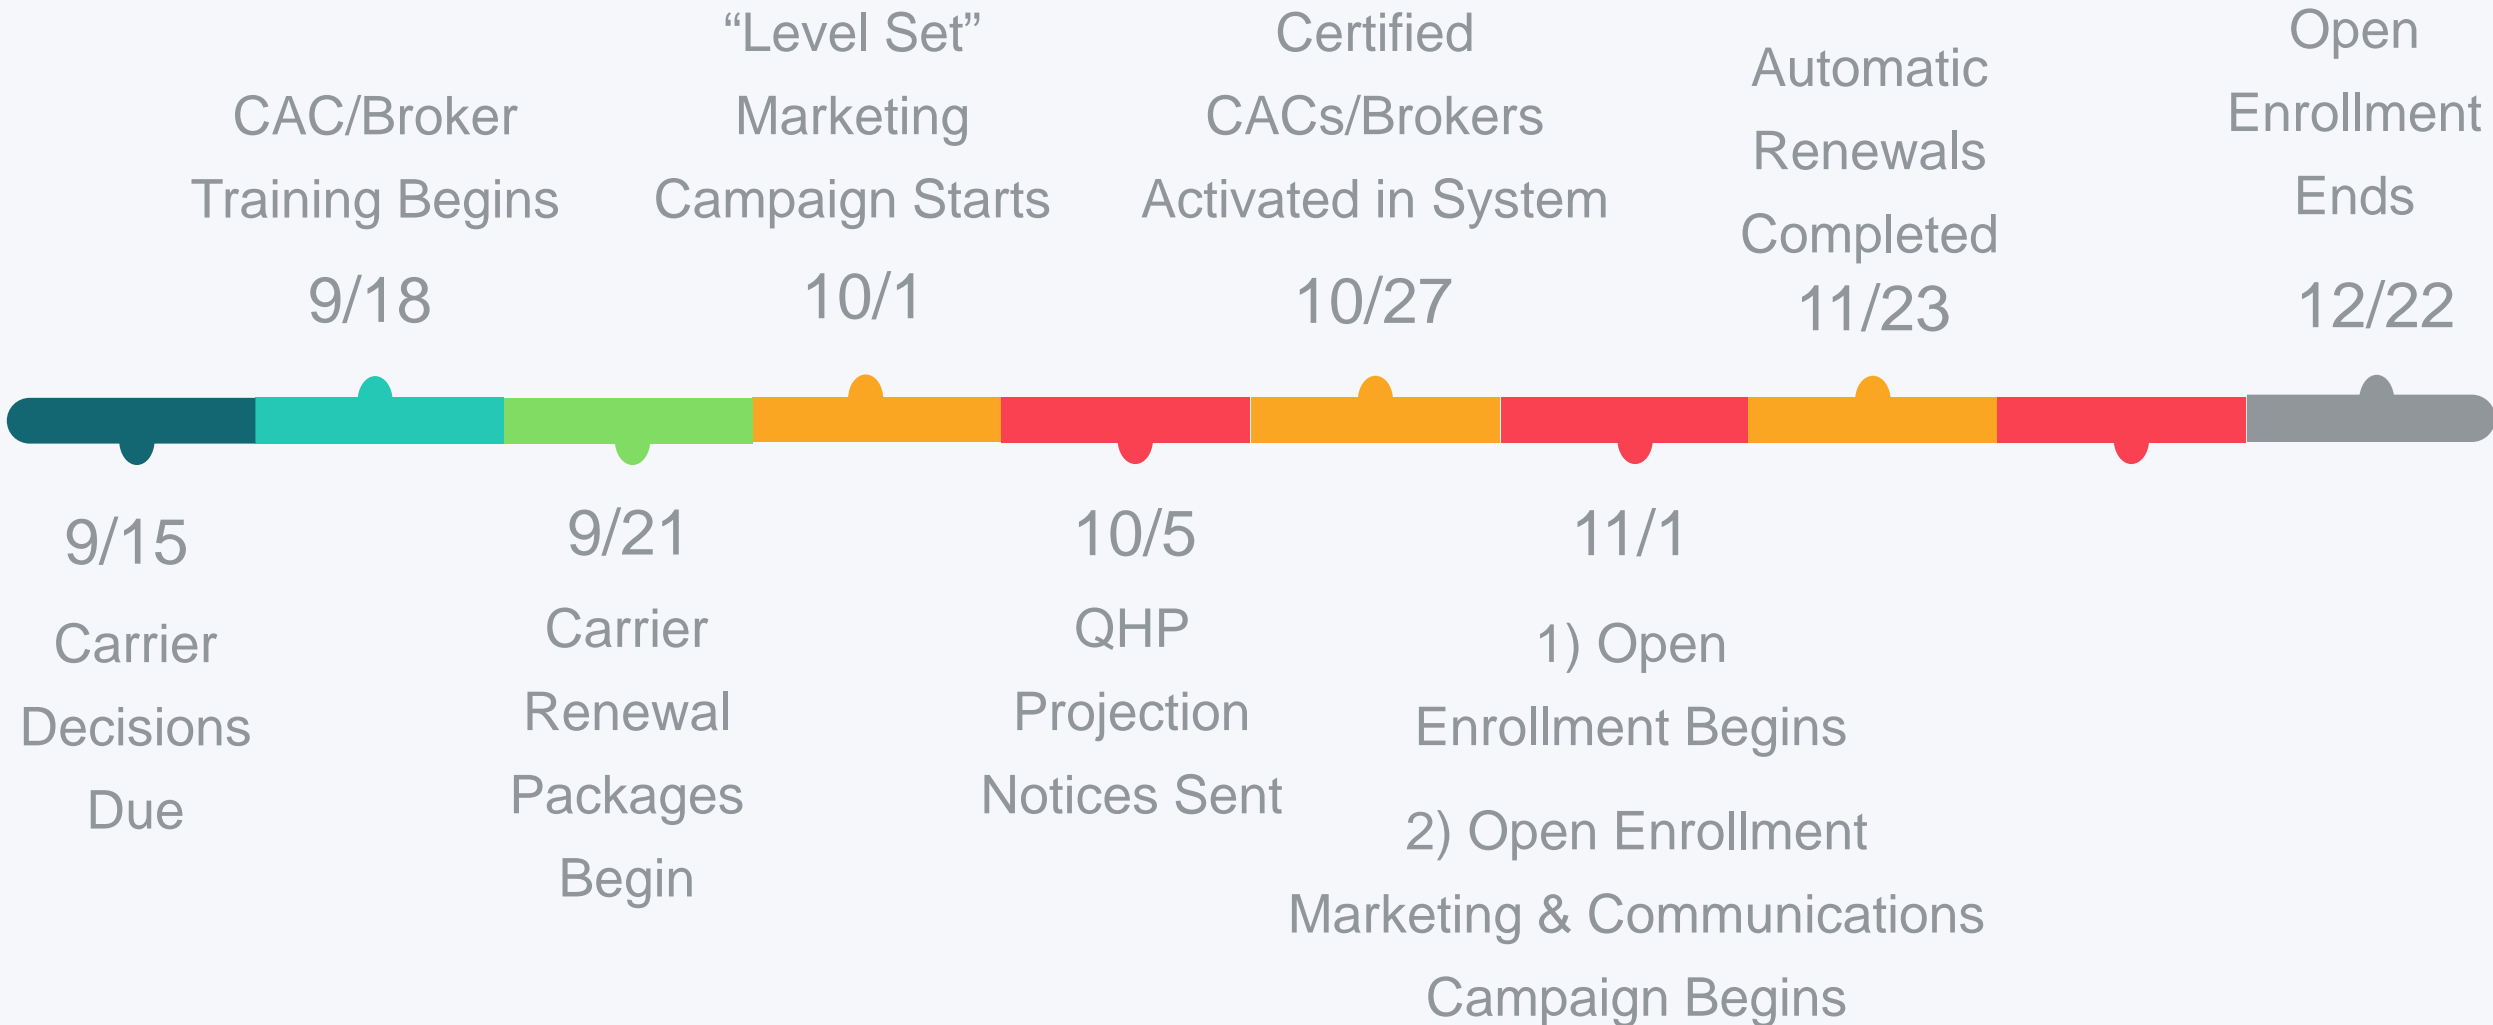 CAC/Broker
Training Begins
9/18
“Level Set”
Marketing
Campaign Starts
10/1
Certified
CACs/Brokers
Activated in System
10/27
Automatic
Renewals
Completed
11/23
Open
Enrollment
Ends
12/22
9/15
Carrier
Decisions
Due
9/21
Carrier
Renewal
Packages
Begin
10/5
QHP
Projection
Notices Sent
11/1
1) Open
Enrollment Begins
2) Open Enrollment
Marketing & Communications
Campaign Begins